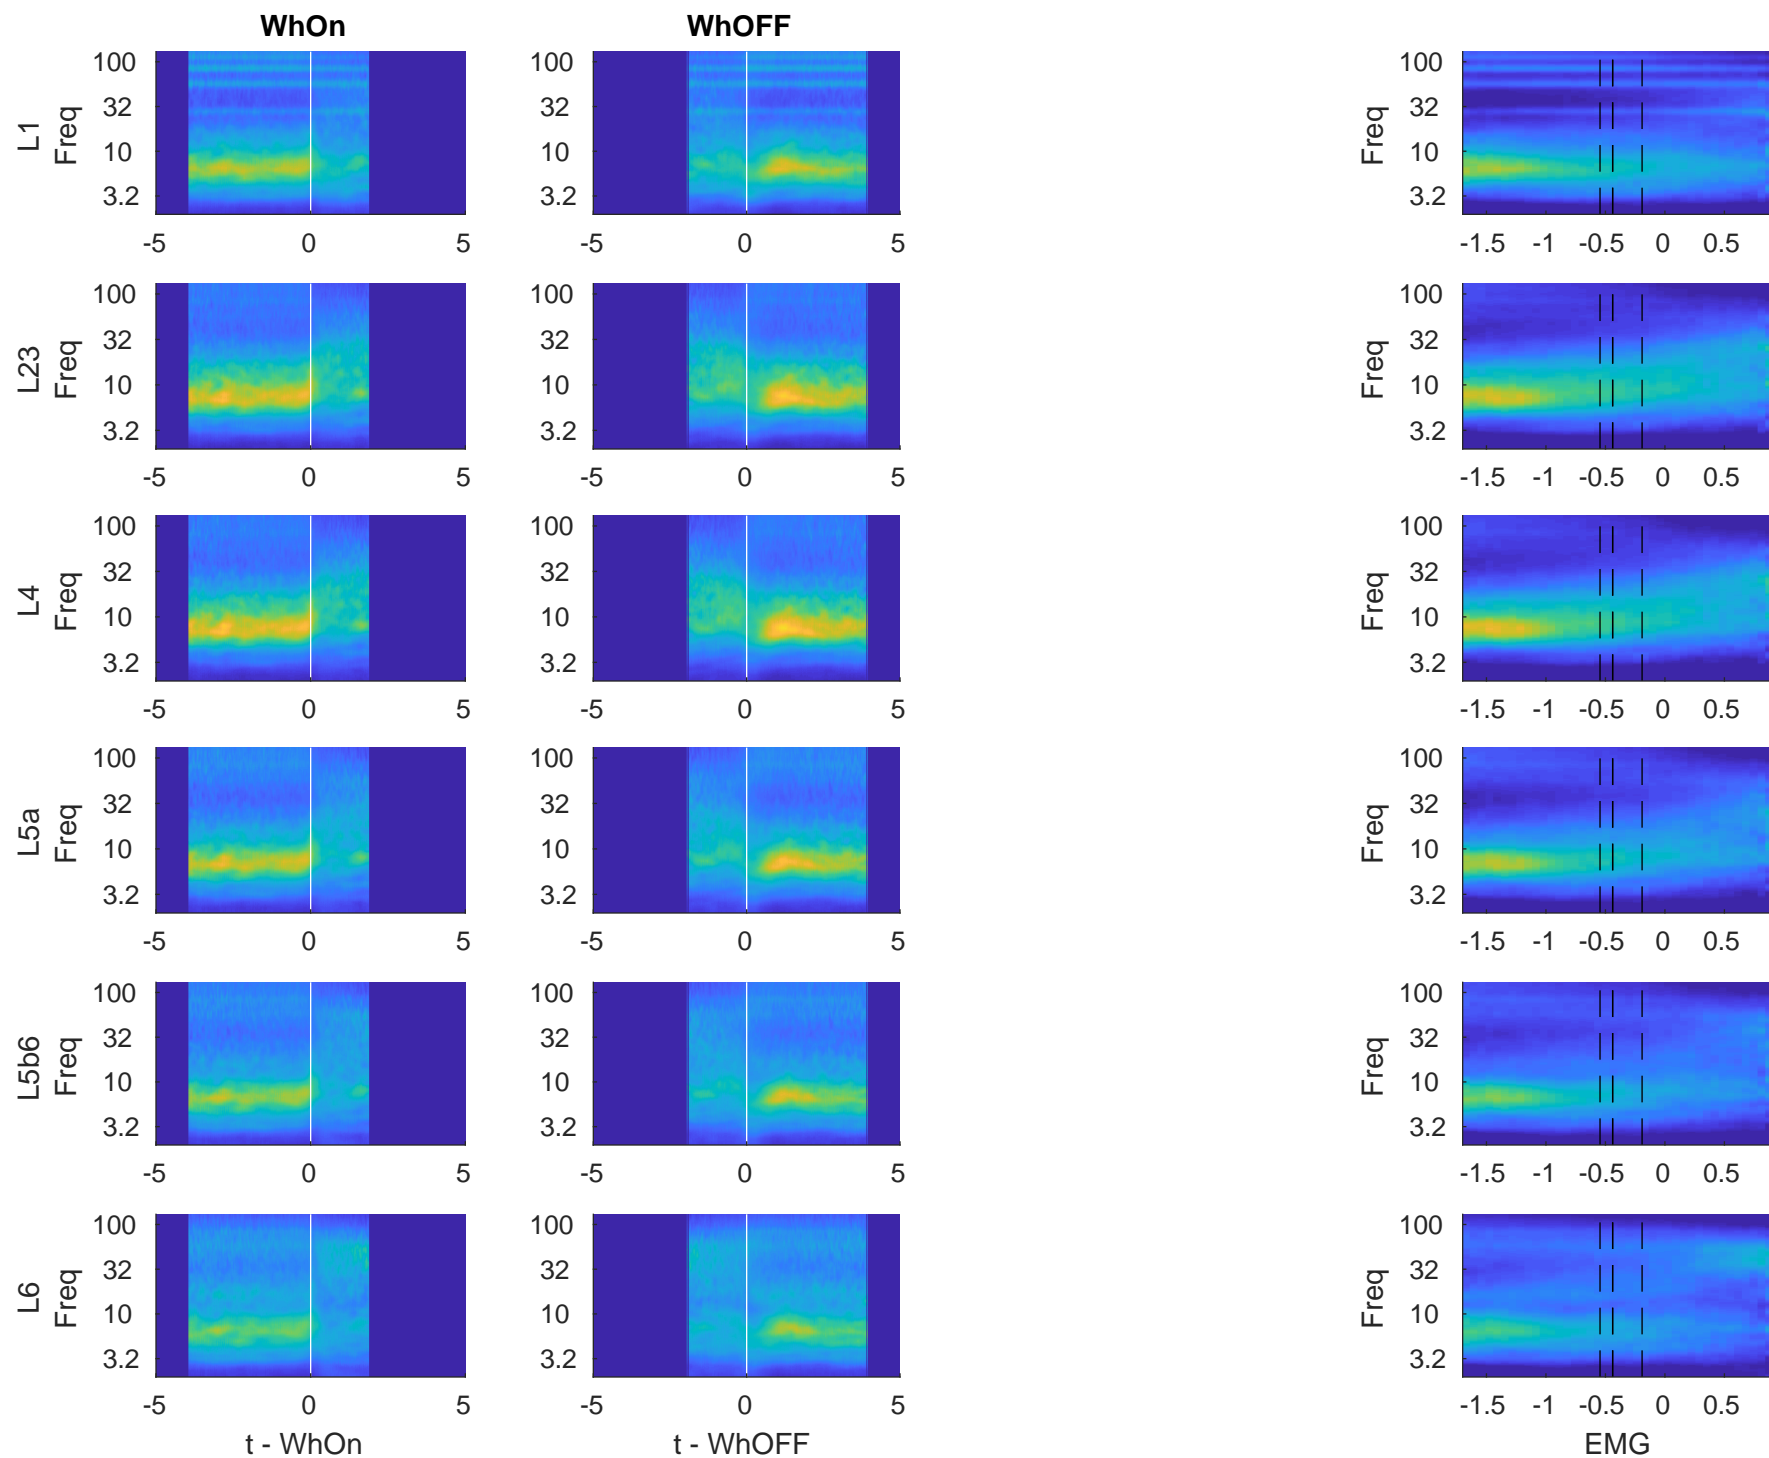 WhOn WhOFF
L1 Freq 100 32 10 3.2 100 32 10 3.2 Freq 100 32 10 3.2
-5 0 5 -5 0 5 -1.5 -1 -0.5 0 0.5
L23 Freq 100 32 10 3.2 100 32 10 3.2 Freq 100 32 10 3.2
-5 0 5 -5 0 5 -1.5 -1 -0.5 0 0.5
L4 Freq 100 32 10 3.2 100 32 10 3.2 Freq 100 32 10 3.2
-5 0 5 -5 0 5 -1.5 -1 -0.5 0 0.5
L5a Freq 100 32 10 3.2 100 32 10 3.2 Freq 100 32 10 3.2
-5 0 5 -5 0 5 -1.5 -1 -0.5 0 0.5
L5b6 Freq 100 32 10 3.2 100 32 10 3.2 Freq 100 32 10 3.2
-5 0 5 -5 0 5 -1.5 -1 -0.5 0 0.5
L6 Freq 100 32 10 3.2 100 32 10 3.2 Freq 100 32 10 3.2
-5 0 5 -5 0 5 -1.5 -1 -0.5 0 0.5
t - WhOn t - WhOFF EMG